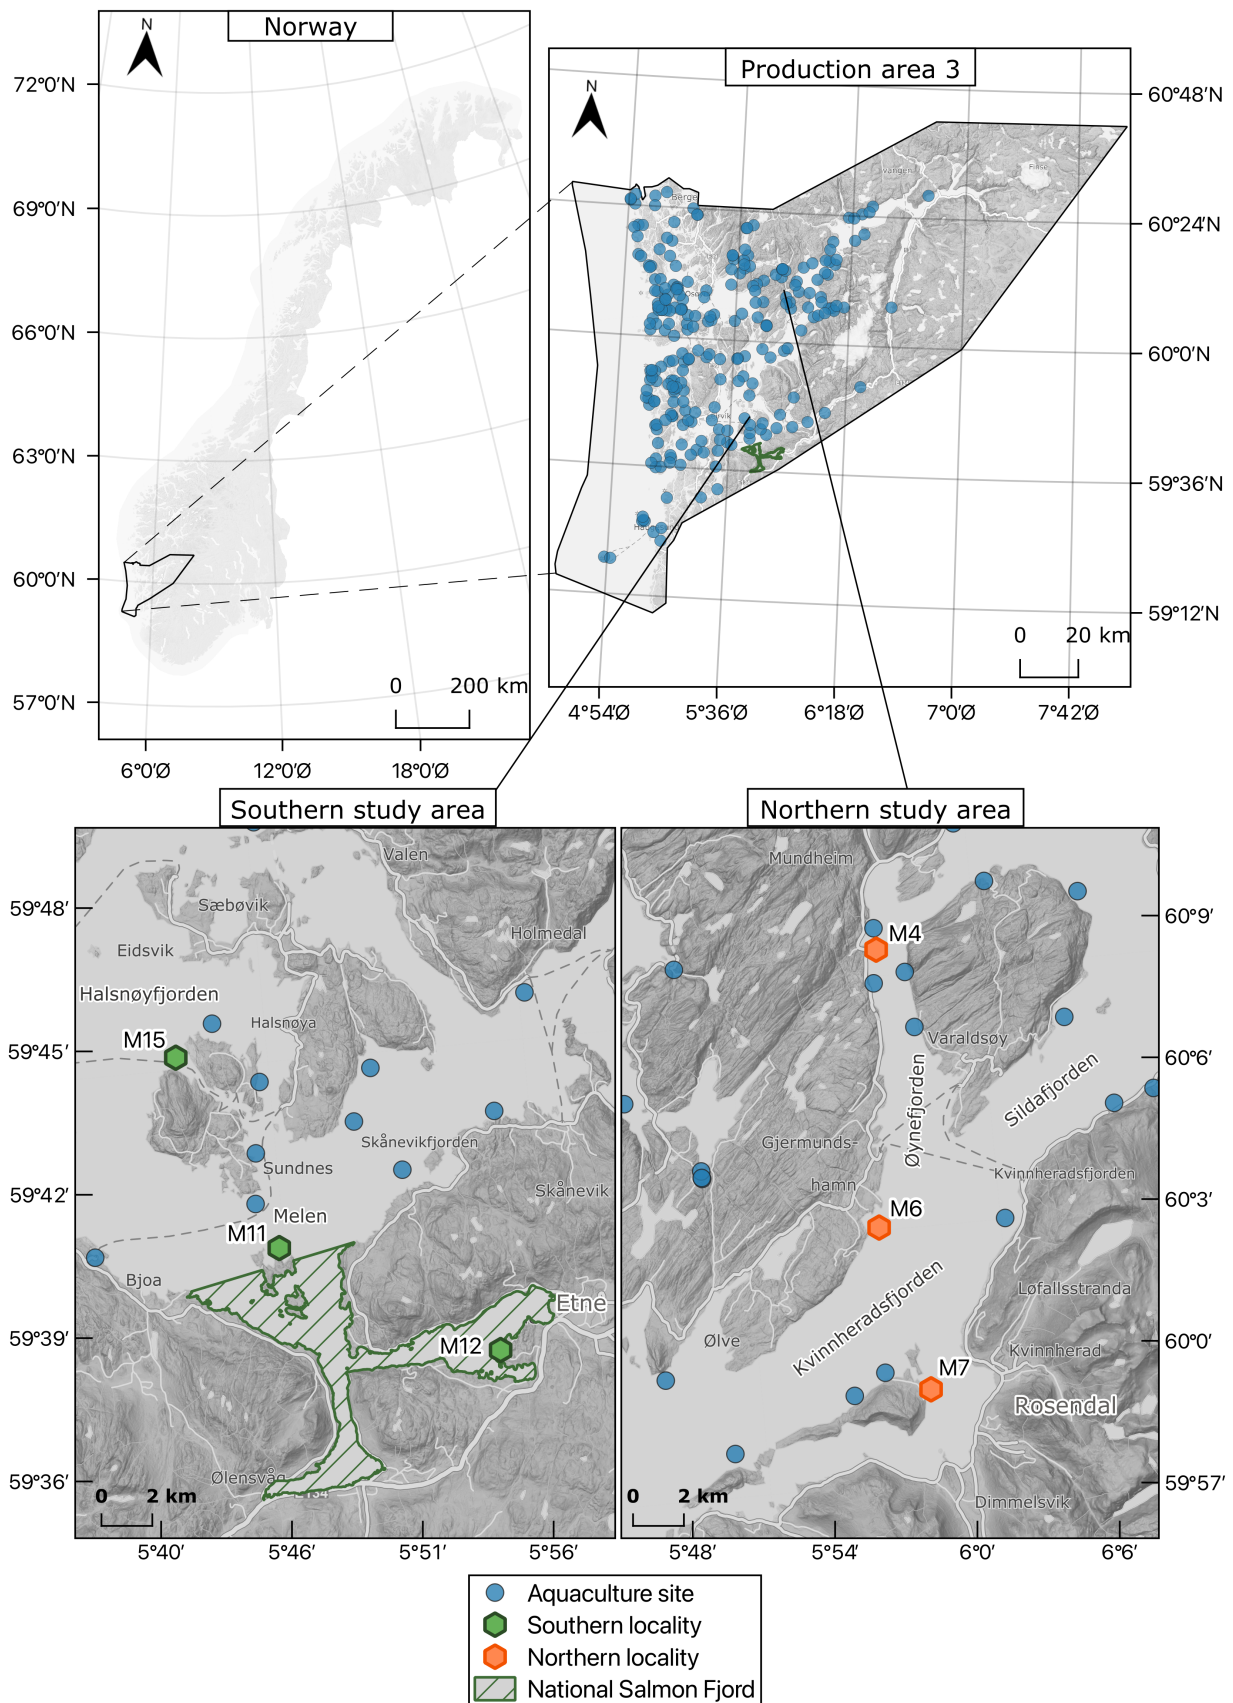 Norway
N
72°0′N
69°0′N
66°0′N
63°0′N
60°0′N
57°0′N
0 200 km
6°0′Ø 12°0′Ø 18°0′Ø
Production area 3
N
60°48′N
60°24′N
60°0′N
59°36′N
59°12′N
Finse
0 20 km
4°54′Ø 5°36′Ø 6°18′Ø 7°0′Ø 7°42′Ø
Southern study area
Valen
Sæbøvik
59°48′
Holmedal
Eidsvik
Halsnøyfjorden
Halsnøya
M15
59°45′
Skånevikfjorden
Sundnes
Skånevik
59°42′
Melen
M11
Bjoa
Etne
59°39′
M12
Ølensvåg
59°36′
0 2 km
5°40′ 5°46′ 5°51′ 5°56′
Northern study area
Mundheim
60°9′
M4
Varaldsøy
60°6′
Øynefjorden
Sildafjorden
Gjermunds-
hamn
Kvinnheradsfjorden
60°3′
M6
Kvinnheradsfjorden
Løfallsstranda
Ølve
60°0′
Kvinnherad
M7
Rosendal
59°57′
Dimmelsvik
0 2 km
5°48′ 5°54′ 6°0′ 6°6′
Aquaculture site
Southern locality
Northern locality
National Salmon Fjord